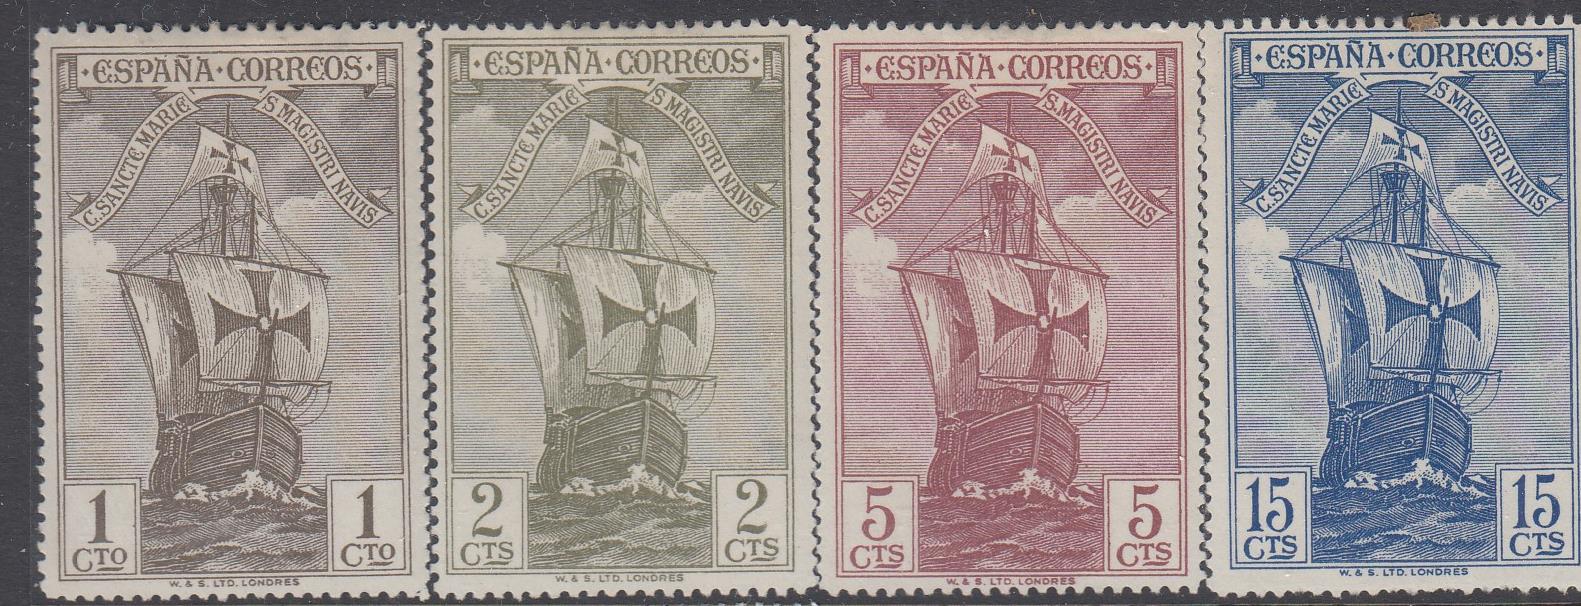 ·ESPAÑA·CORREOS·
C. SANCTE MARIE
S. MAGISTRI NAVIS
1 CTO
1 CTO
W. & S. LTD. LONDRES
·ESPAÑA·CORREOS·
C. SANCTE MARIE
S. MAGISTRI NAVIS
2 CTS
2 CTS
W. & S. LTD. LONDRES
·ESPAÑA·CORREOS·
C. SANCTE MARIE
S. MAGISTRI NAVIS
5 CTS
5 CTS
W. & S. LTD. LONDRES
·ESPAÑA·CORREOS·
C. SANCTE MARIE
S MAGISTRI NAVIS
15 CTS
15 CTS
W. & S. LTD. LONDRES